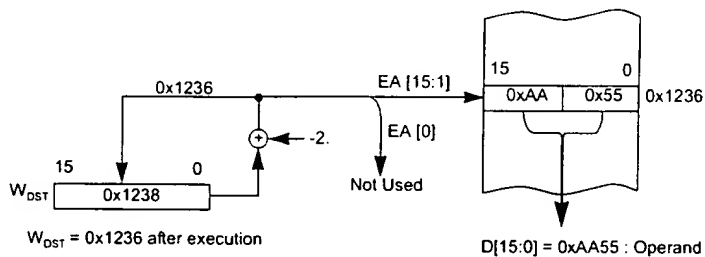 15 0
0x1236 EA [15:1] 0xAA 0x55 0x1236
EA [0]
-2.
15 0 Not Used
W_DST 0x1238
W_DST = 0x1236 after execution
D[15:0] = 0xAA55 : Operand